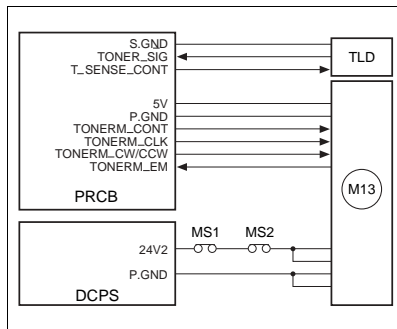 S.GND
TONER_SIG
T_SENSE_CONT
TLD
5V
P.GND
TONERM_CONT
TONERM_CLK
TONERM_CW/CCW
TONERM_EM
M13
PRCB
MS1 MS2
24V2
P.GND
DCPS